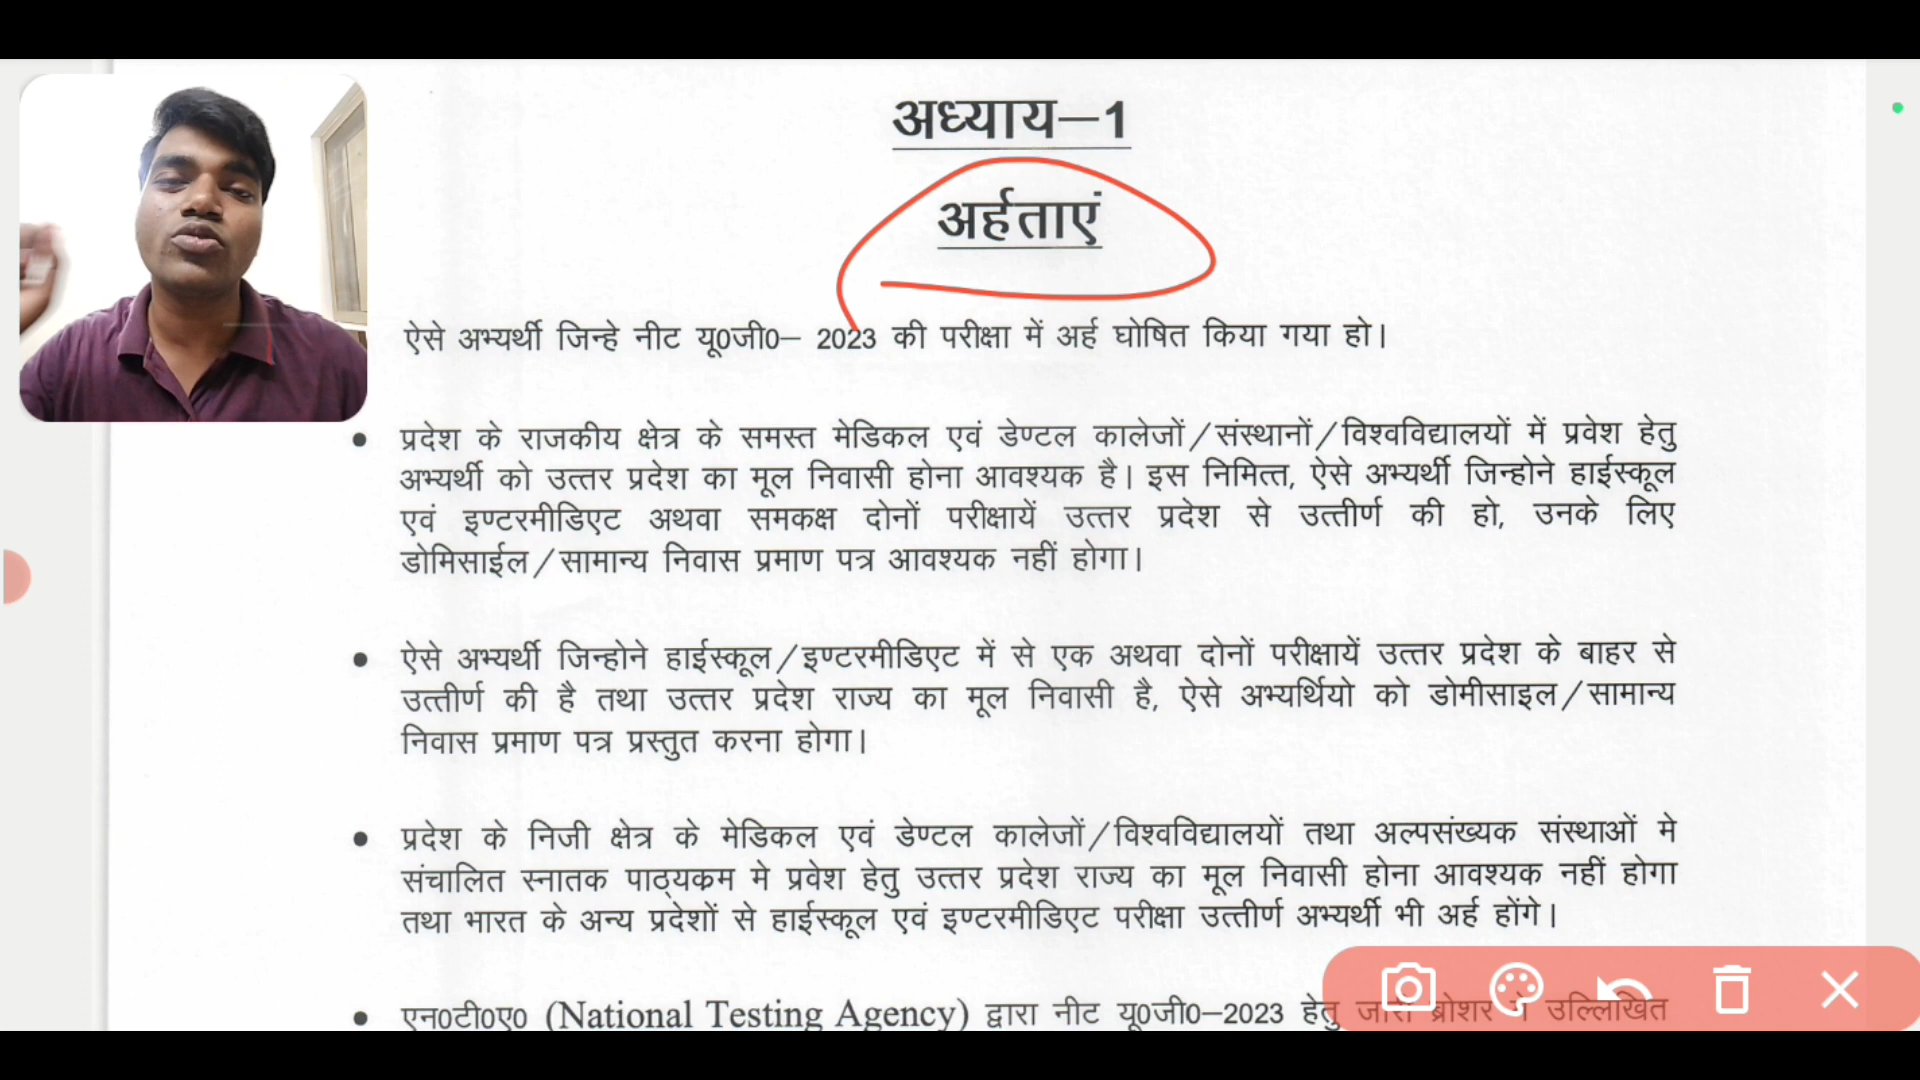 अध्याय—1
अर्हताएं
ऐसे अभ्यर्थी जिन्हे नीट यू0जी0— 2023 की परीक्षा में अर्ह घोषित किया गया हो।
● प्रदेश के राजकीय क्षेत्र के समस्त मेडिकल एवं डेण्टल कालेजों/संस्थानों/विश्वविद्यालयों में प्रवेश हेतु
अभ्यर्थी को उत्तर प्रदेश का मूल निवासी होना आवश्यक है। इस निमित्त, ऐसे अभ्यर्थी जिन्होने हाईस्कूल
एवं इण्टरमीडिएट अथवा समकक्ष दोनों परीक्षायें उत्तर प्रदेश से उत्तीर्ण की हो, उनके लिए
डोमिसाईल/सामान्य निवास प्रमाण पत्र आवश्यक नहीं होगा।
● ऐसे अभ्यर्थी जिन्होने हाईस्कूल/इण्टरमीडिएट में से एक अथवा दोनों परीक्षायें उत्तर प्रदेश के बाहर से
उत्तीर्ण की है तथा उत्तर प्रदेश राज्य का मूल निवासी है, ऐसे अभ्यर्थियो को डोमीसाइल/सामान्य
निवास प्रमाण पत्र प्रस्तुत करना होगा।
● प्रदेश के निजी क्षेत्र के मेडिकल एवं डेण्टल कालेजों/विश्वविद्यालयों तथा अल्पसंख्यक संस्थाओं मे
संचालित स्नातक पाठ्यकम मे प्रवेश हेतु उत्तर प्रदेश राज्य का मूल निवासी होना आवश्यक नहीं होगा
तथा भारत के अन्य प्रदेशों से हाईस्कूल एवं इण्टरमीडिएट परीक्षा उत्तीर्ण अभ्यर्थी भी अर्ह होंगे।
● एन0टी0ए0 (National Testing Agency) द्वारा नीट यू0जी0—2023 हेतु जारी ब्रोशर उल्लिखित